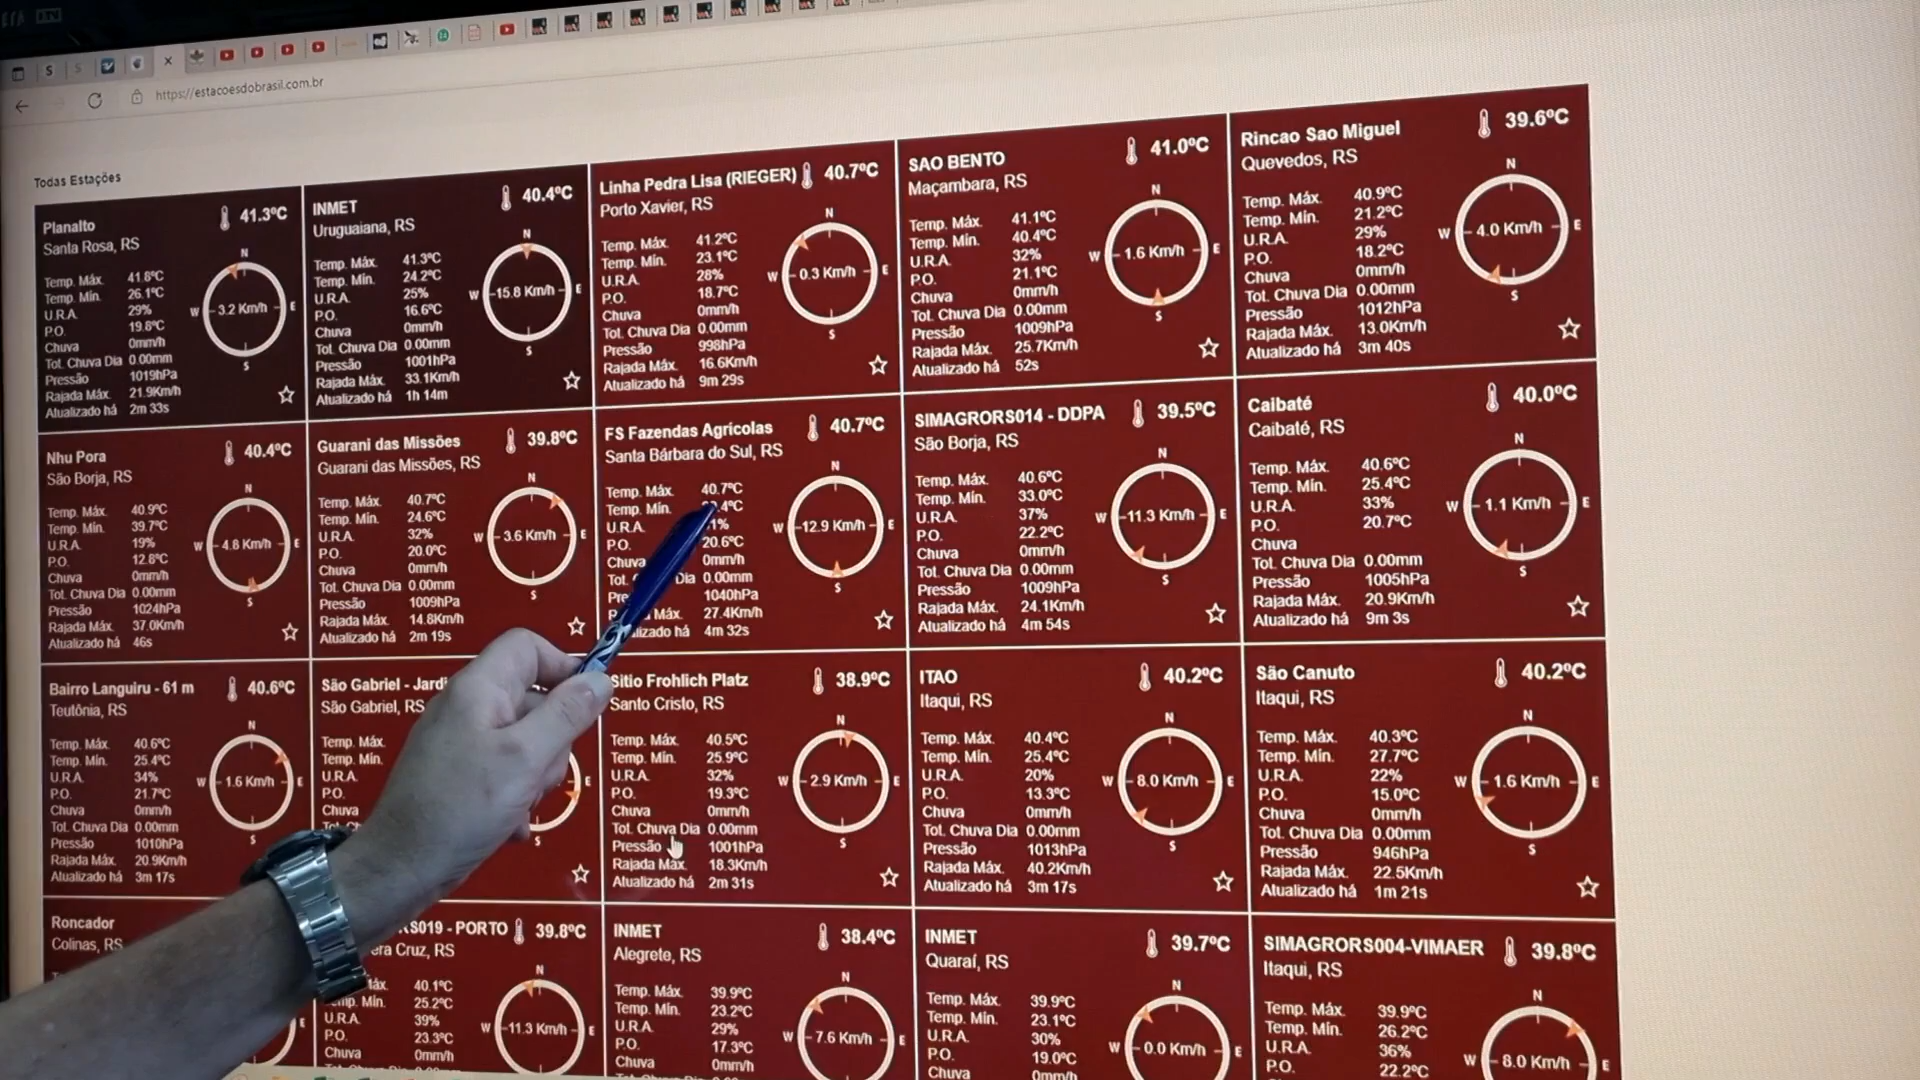 https://estacoesdobrasil.com.br
Todas Estações
Planalto 41.3ºC
Santa Rosa, RS
N
Temp. Máx. 41.8ºC
Temp. Mín. 26.1ºC
U.R.A. 29%
W 3.2 Km/h E
P.O. 19.8ºC
Chuva 0mm/h
Tot. Chuva Dia 0.00mm
S
Pressão 1019hPa
Rajada Máx. 21.9Km/h
Atualizado há 2m 33s
INMET 40.4ºC
Uruguaiana, RS
N
Temp. Máx. 41.3ºC
Temp. Mín. 24.2ºC
U.R.A. 25%
W 15.8 Km/h E
P.O. 16.6ºC
Chuva 0mm/h
Tot. Chuva Dia 0.00mm
S
Pressão 1001hPa
Rajada Máx. 33.1Km/h
Atualizado há 1h 14m
Linha Pedra Lisa (RIEGER) 40.7ºC
Porto Xavier, RS
N
Temp. Máx. 41.2ºC
Temp. Mín. 23.1ºC
U.R.A. 28%
W 0.3 Km/h E
P.O. 18.7ºC
Chuva 0mm/h
Tot. Chuva Dia 0.00mm
S
Pressão 998hPa
Rajada Máx. 16.6Km/h
Atualizado há 9m 29s
SAO BENTO 41.0ºC
Maçambara, RS
N
Temp. Máx. 41.1ºC
Temp. Mín. 40.4ºC
U.R.A. 32%
W 1.6 Km/h E
P.O. 21.1ºC
Chuva 0mm/h
Tot. Chuva Dia 0.00mm
S
Pressão 1009hPa
Rajada Máx. 25.7Km/h
Atualizado há 52s
Rincao Sao Miguel 39.6ºC
Quevedos, RS
N
Temp. Máx. 40.9ºC
Temp. Mín. 21.2ºC
U.R.A. 29%
W 4.0 Km/h E
P.O. 18.2ºC
Chuva 0mm/h
Tot. Chuva Dia 0.00mm
S
Pressão 1012hPa
Rajada Máx. 13.0Km/h
Atualizado há 3m 40s
Nhu Pora 40.4ºC
São Borja, RS
N
Temp. Máx. 40.9ºC
Temp. Mín. 39.7ºC
U.R.A. 19%
W 4.8 Km/h E
P.O. 12.8ºC
Chuva 0mm/h
Tot. Chuva Dia 0.00mm
S
Pressão 1024hPa
Rajada Máx. 37.0Km/h
Atualizado há 46s
Guarani das Missões 39.8ºC
Guarani das Missões, RS
N
Temp. Máx. 40.7ºC
Temp. Mín. 24.6ºC
U.R.A. 32%
W 3.6 Km/h E
P.O. 20.0ºC
Chuva 0mm/h
Tot. Chuva Dia 0.00mm
S
Pressão 1009hPa
Rajada Máx. 14.8Km/h
Atualizado há 2m 19s
FS Fazendas Agricolas 40.7ºC
Santa Bárbara do Sul, RS
N
Temp. Máx. 40.7ºC
Temp. Mín.
U.R.A.
W 12.9 Km/h E
P.O. 20.6ºC
Chuva 0mm/h
Tot. Dia 0.00mm
S
1040hPa
Máx. 27.4Km/h
há 4m 32s
SIMAGRORS014 - DDPA 39.5ºC
São Borja, RS
N
Temp. Máx. 40.6ºC
Temp. Mín. 33.0ºC
U.R.A. 37%
W 11.3 Km/h E
P.O. 22.2ºC
Chuva 0mm/h
Tot. Chuva Dia 0.00mm
S
Pressão 1009hPa
Rajada Máx. 24.1Km/h
Atualizado há 4m 54s
Caibaté 40.0ºC
Caibaté, RS
N
Temp. Máx. 40.6ºC
Temp. Mín. 25.4ºC
U.R.A. 33%
W 1.1 Km/h E
P.O. 20.7ºC
Chuva
Tot. Chuva Dia 0.00mm
S
Pressão 1005hPa
Rajada Máx. 20.9Km/h
Atualizado há 9m 3s
Bairro Languiru - 61 m 40.6ºC
Teutônia, RS
N
Temp. Máx. 40.6ºC
Temp. Mín. 25.4ºC
U.R.A. 34%
W 1.6 Km/h E
P.O. 21.7ºC
Chuva 0mm/h
Tot. Chuva Dia 0.00mm
S
Pressão 1010hPa
Rajada Máx. 20.9Km/h
Atualizado há 3m 17s
São Gabriel - Jardi
São Gabriel, RS
Temp. Máx.
Temp. Mín.
U.R.A.
E
P.O.
Chuva
S
Sitio Frohlich Platz 38.9ºC
Santo Cristo, RS
N
Temp. Máx. 40.5ºC
Temp. Mín. 25.9ºC
U.R.A. 32%
W 2.9 Km/h E
P.O. 19.3ºC
Chuva 0mm/h
Tot. Chuva Dia 0.00mm
S
Pressão 1001hPa
Rajada Máx. 18.3Km/h
Atualizado há 2m 31s
ITAO 40.2ºC
Itaqui, RS
N
Temp. Máx. 40.4ºC
Temp. Mín. 25.4ºC
U.R.A. 20%
W 8.0 Km/h E
P.O. 13.3ºC
Chuva 0mm/h
Tot. Chuva Dia 0.00mm
S
Pressão 1013hPa
Rajada Máx. 40.2Km/h
Atualizado há 3m 17s
São Canuto 40.2ºC
Itaqui, RS
N
Temp. Máx. 40.3ºC
Temp. Mín. 27.7ºC
U.R.A. 22%
W 1.6 Km/h E
P.O. 15.0ºC
Chuva 0mm/h
Tot. Chuva Dia 0.00mm
S
Pressão 946hPa
Rajada Máx. 22.5Km/h
Atualizado há 1m 21s
Roncador
Colinas, RS
E
RS019 - PORTO 39.8ºC
era Cruz, RS
N
Máx. 40.1ºC
Temp. Mín. 25.2ºC
U.R.A. 39%
W 11.3 Km/h E
P.O. 23.3ºC
Chuva 0mm/h
INMET 38.4ºC
Alegrete, RS
N
Temp. Máx. 39.9ºC
Temp. Mín. 23.2ºC
U.R.A. 29%
W 7.6 Km/h E
P.O. 17.3ºC
Chuva 0mm/h
INMET 39.7ºC
Quaraí, RS
N
Temp. Máx. 39.9ºC
Temp. Mín. 23.1ºC
U.R.A. 30%
W 0.0 Km/h E
P.O. 19.0ºC
Chuva 0mm/h
SIMAGRORS004-VIMAER 39.8ºC
Itaqui, RS
N
Temp. Máx. 39.9ºC
Temp. Mín. 26.2ºC
U.R.A. 36%
W 8.0 Km/h E
P.O. 22.2ºC